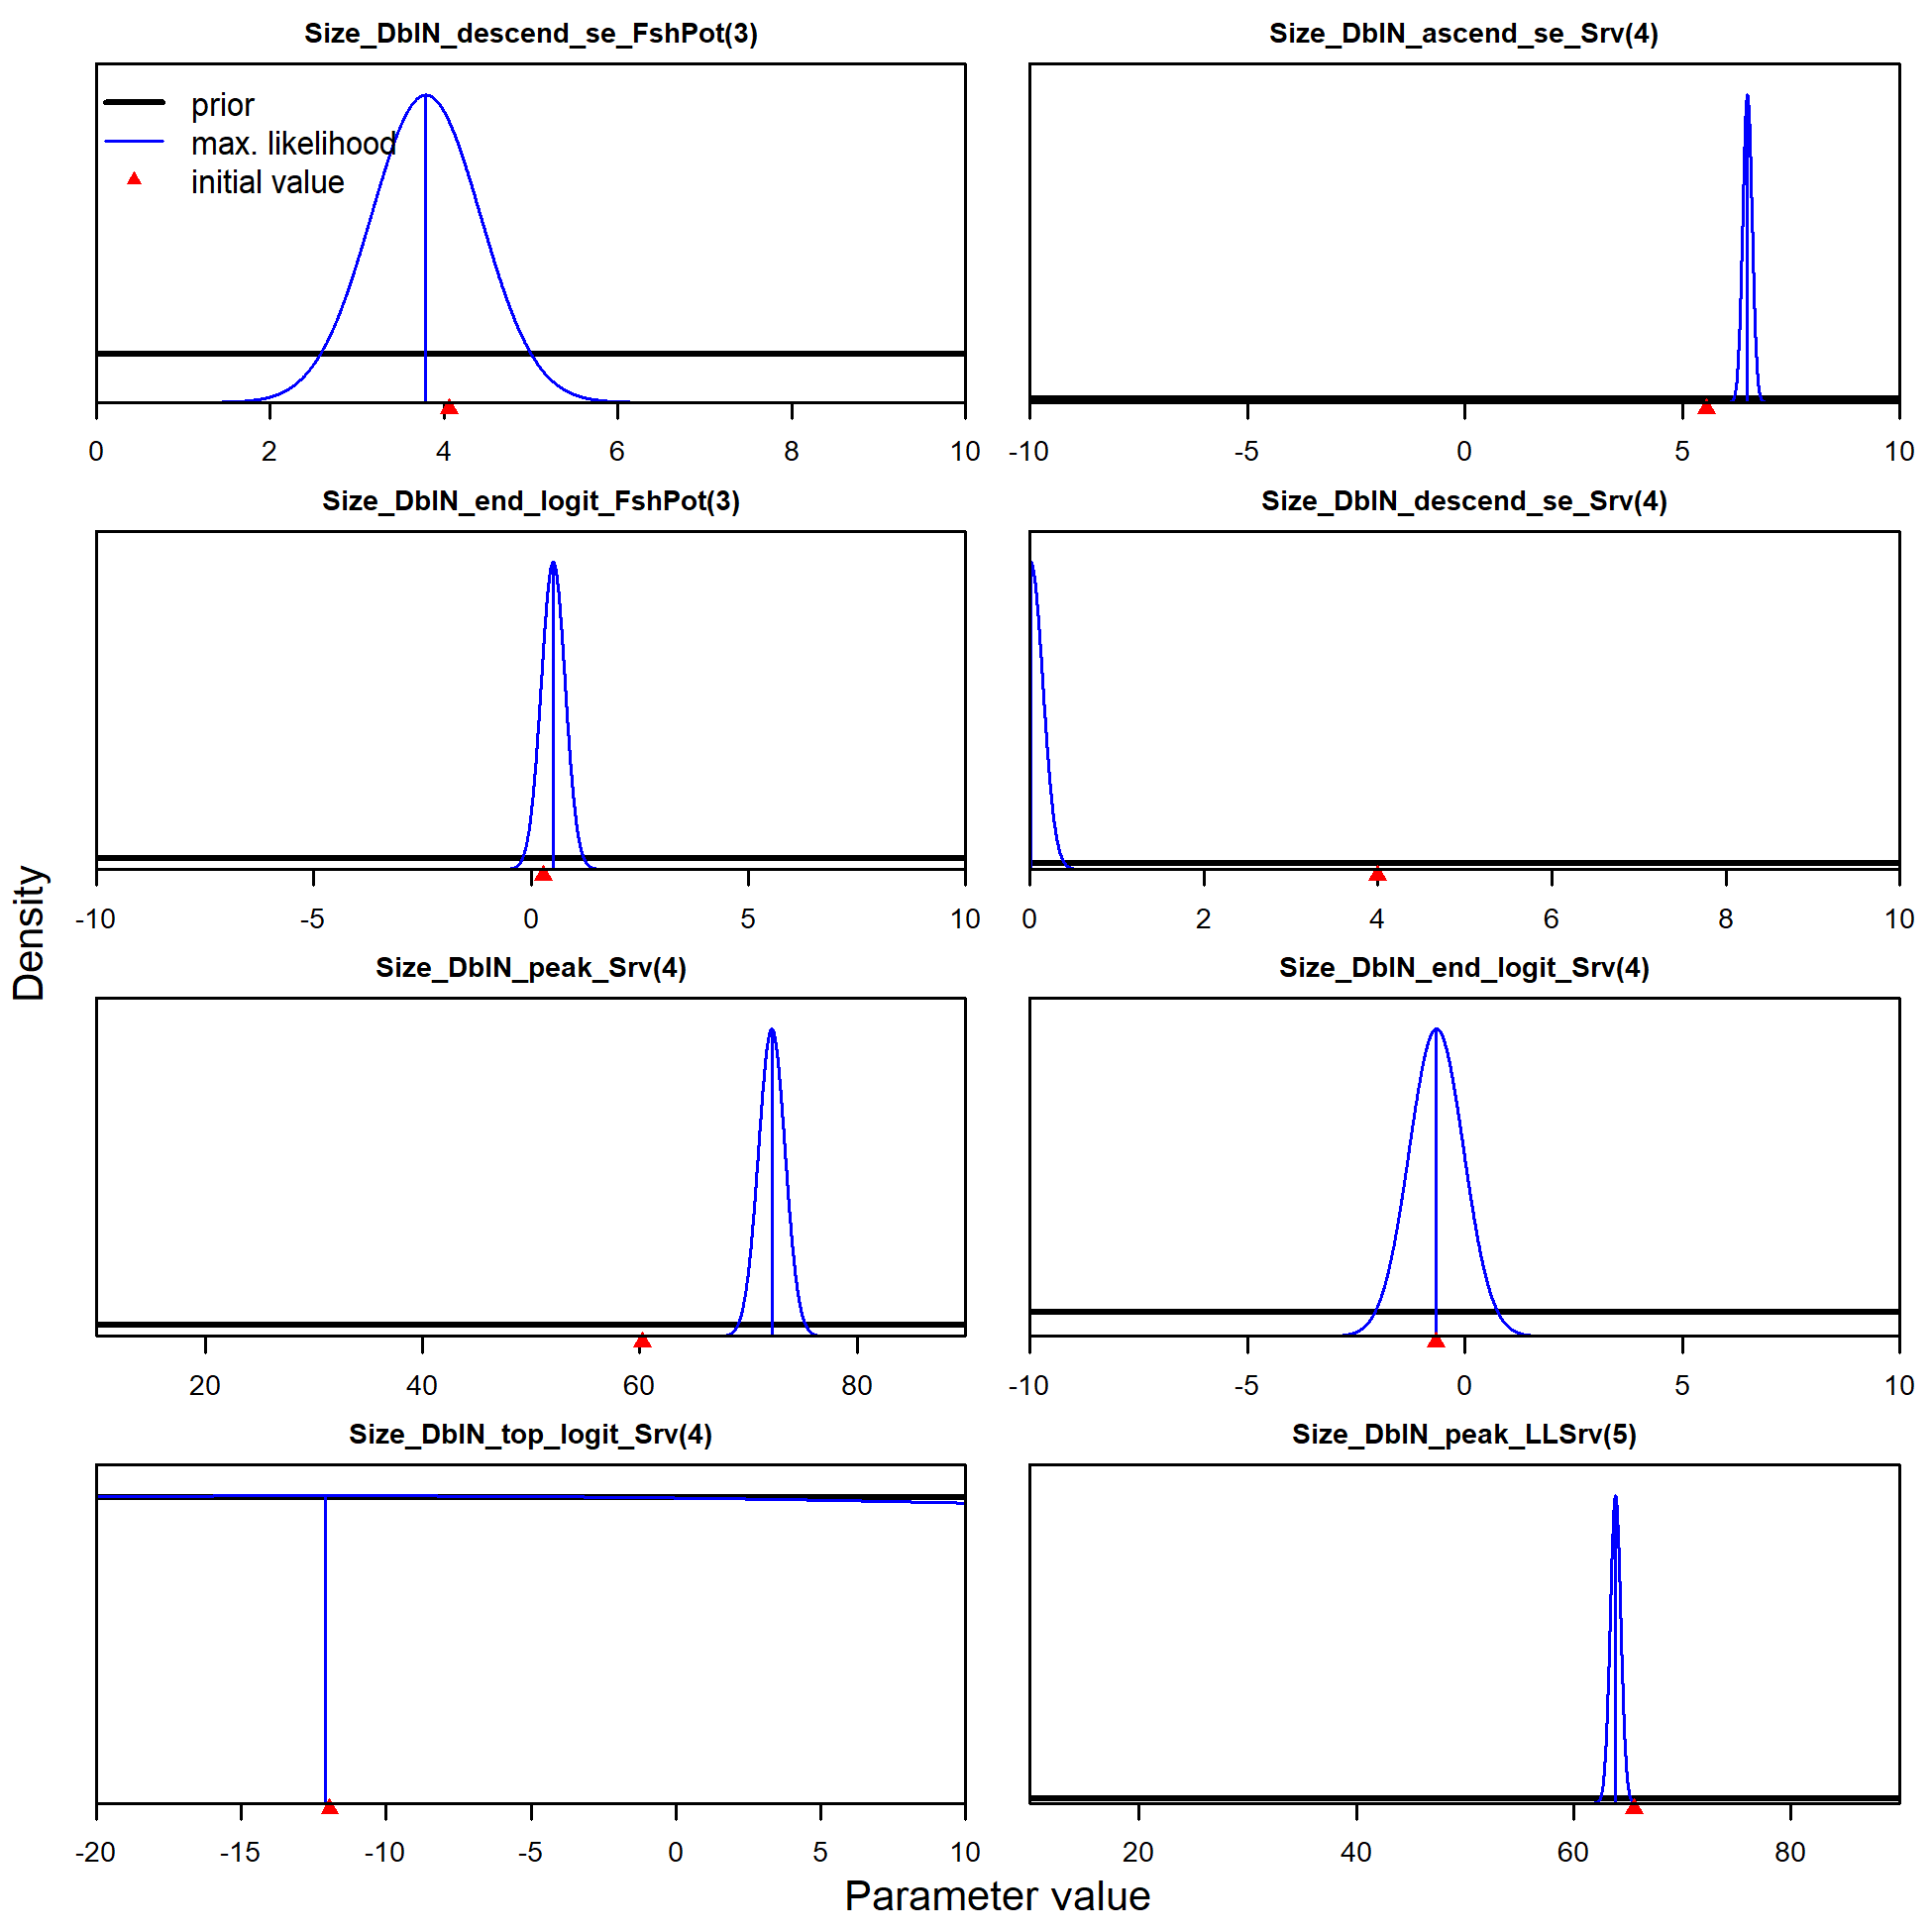 Size_DblN_descend_se_FshPot(3)
prior
max. likelihood
initial value
0 2 4 6 8 10
Size_DblN_ascend_se_Srv(4)
-10 -5 0 5 10
Size_DblN_end_logit_FshPot(3)
-10 -5 0 5 10
Size_DblN_descend_se_Srv(4)
0 2 4 6 8 10
Density
Size_DblN_peak_Srv(4)
20 40 60 80
Size_DblN_end_logit_Srv(4)
-10 -5 0 5 10
Size_DblN_top_logit_Srv(4)
-20 -15 -10 -5 0 5 10
Size_DblN_peak_LLSrv(5)
20 40 60 80
Parameter value